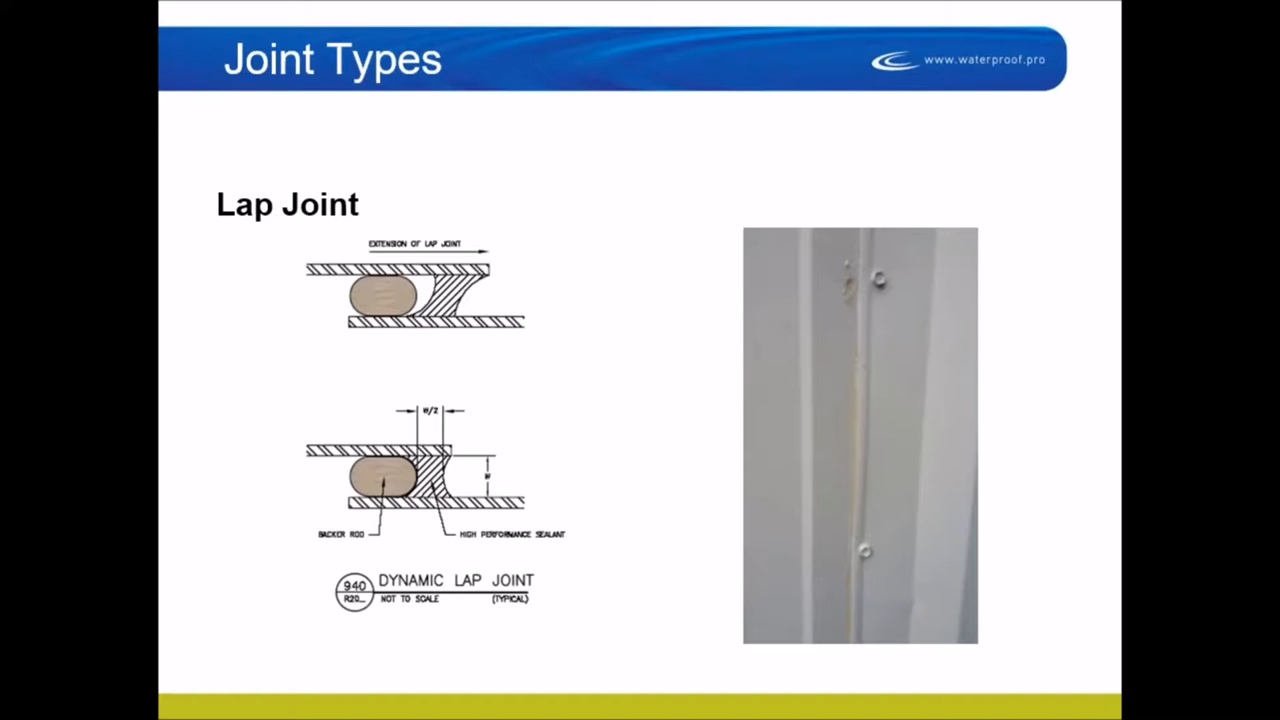 Joint Types
www.waterproof.pro
Lap Joint
EXTENSION OF LAP JOINT
W/2
W
BACKER ROD
HIGH PERFORMANCE SEALANT
940
R20
DYNAMIC LAP JOINT
NOT TO SCALE
(TYPICAL)